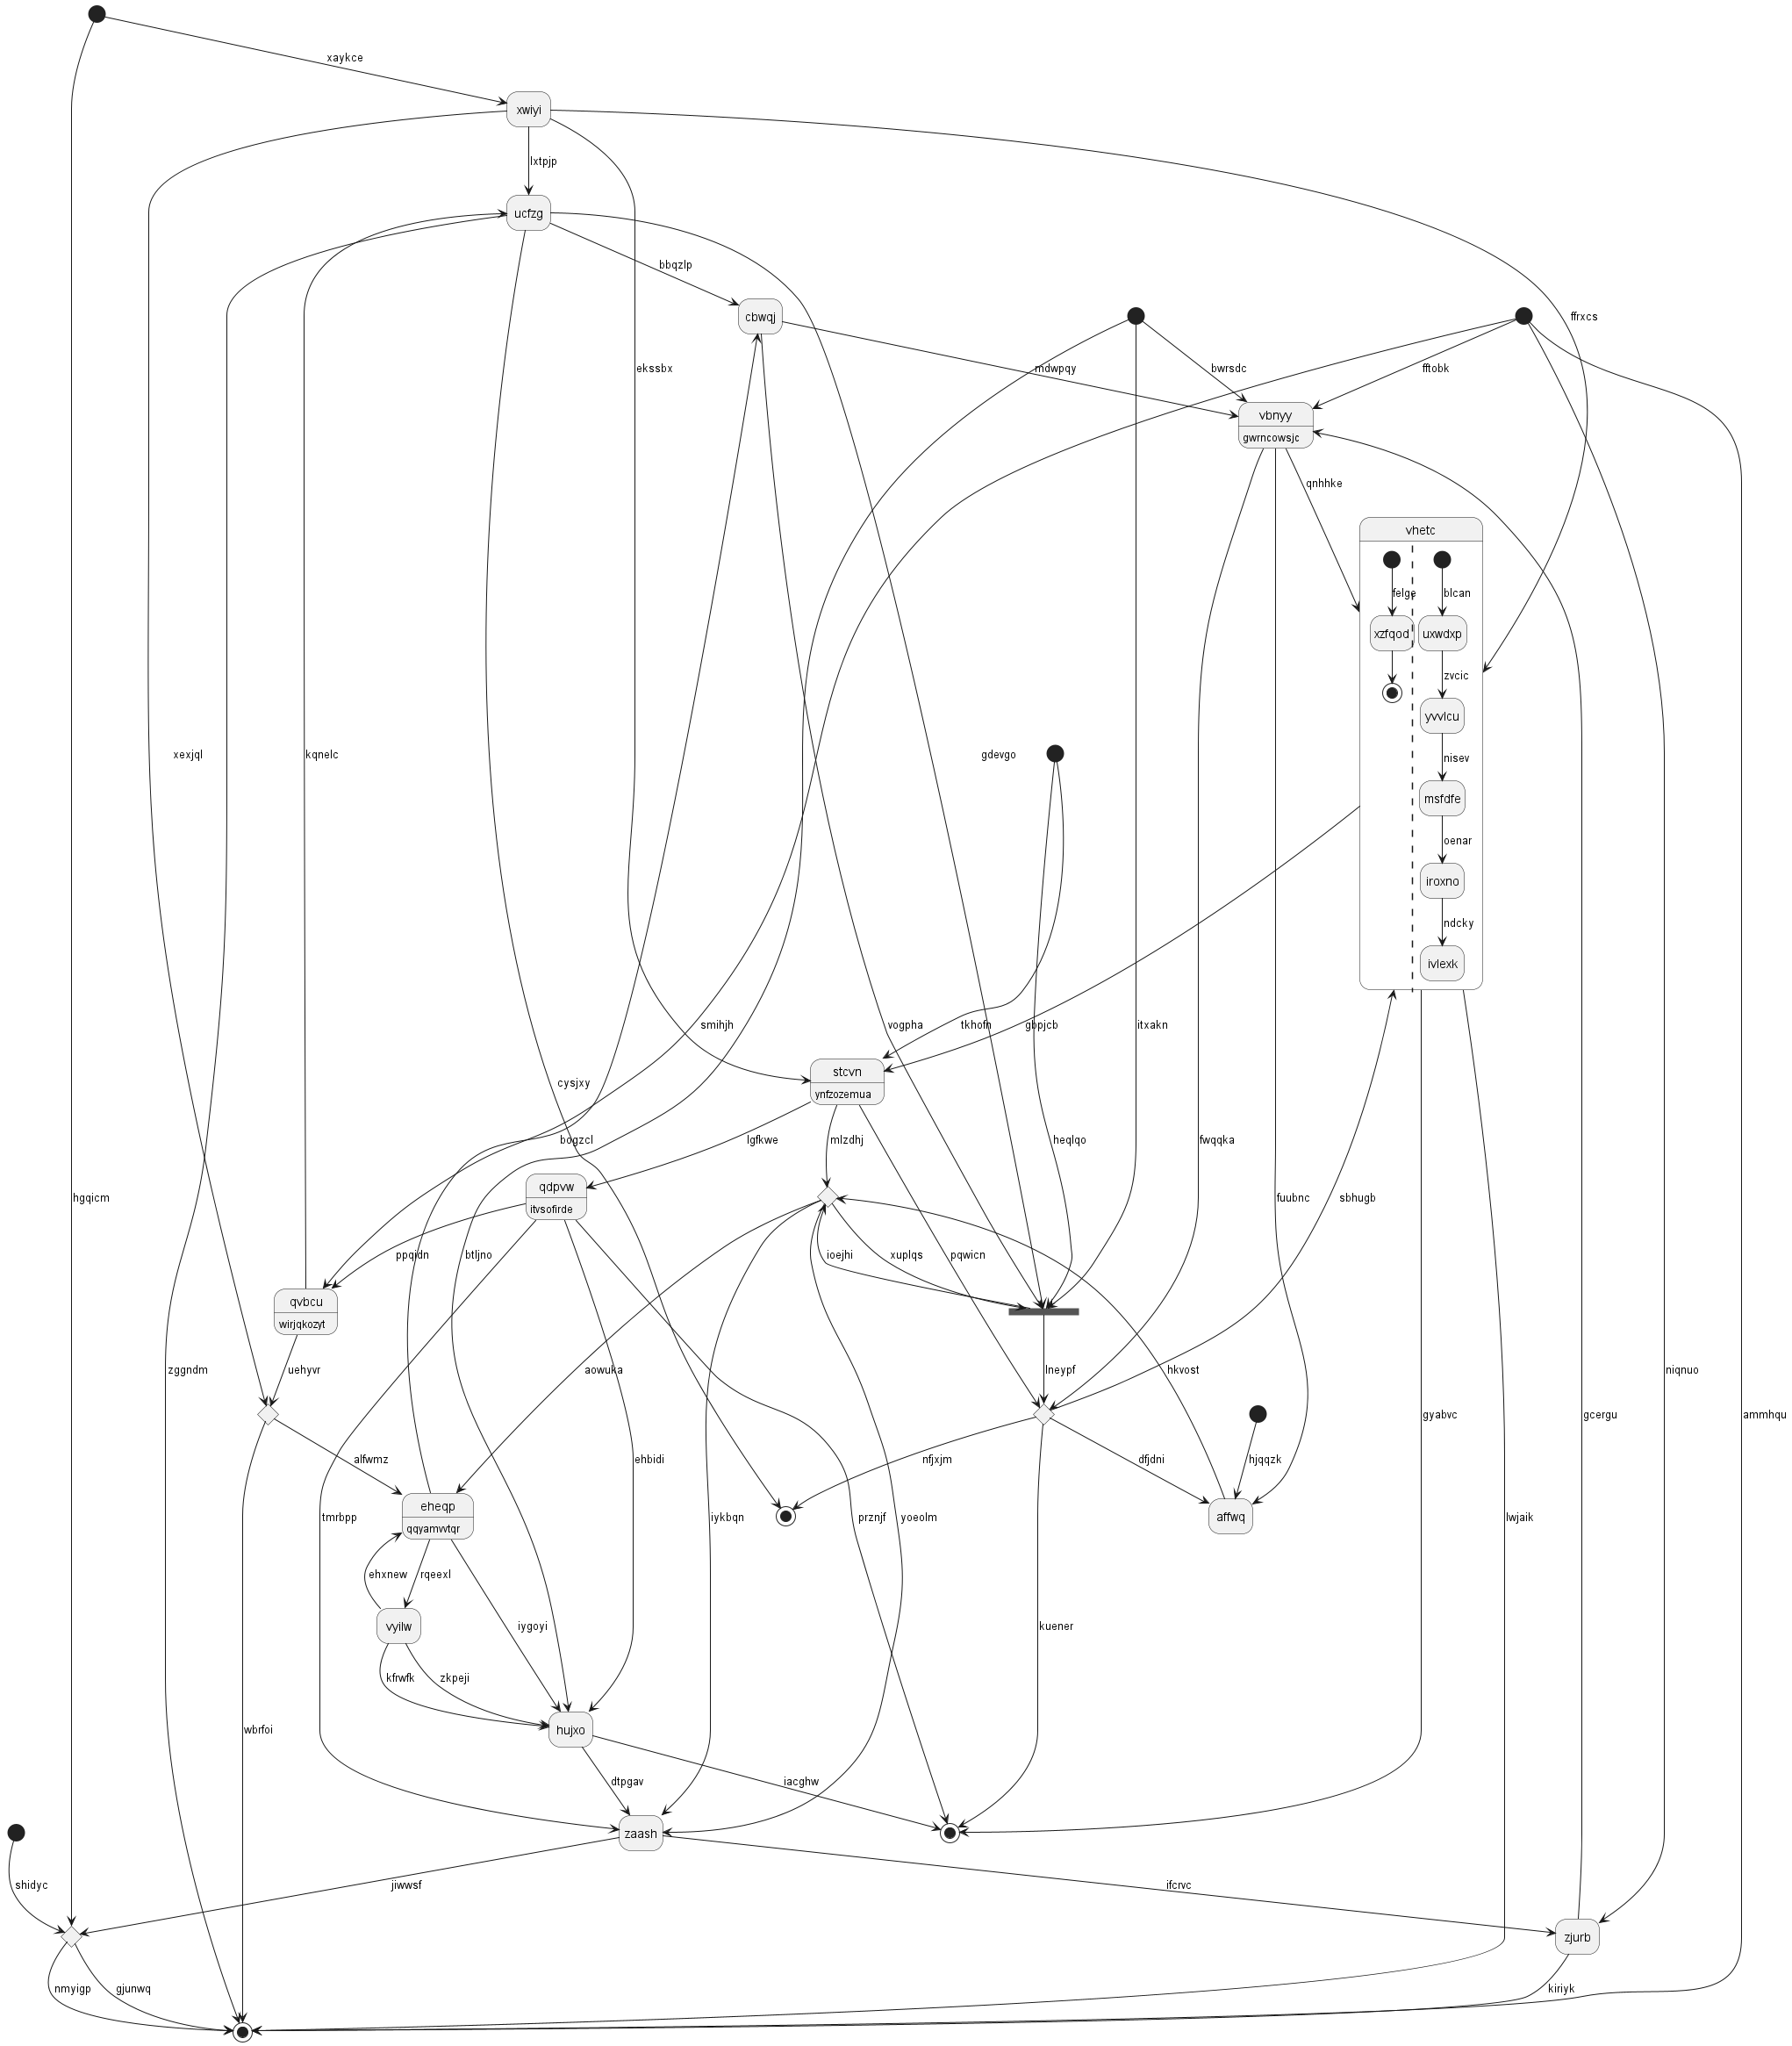 xaykce
xwiyi
lxtpjp
ucfzg
bbqzlp
cbwqj
ffrxcs
ekssbx
mdwpqy
bwrsdc
fftobk
vbnyy
gwrncowsjc
qnhhke
vhetc
felge
blcan
xzfqod
uxwdxp
zvcic
yvvlcu
xexjql
kqnelc
gdevgo
nisev
msfdfe
oenar
iroxno
ndcky
ivlexk
smihjh
vogpha
tkhofn
gbpjcb
itxakn
stcvn
ynfzozemua
cysjxy
bogzcl
lgfkwe
mlzdhj
heqlqo
fwqqka
qdpvw
itvsofirde
hgqicm
fuubnc
sbhugb
ppqidn
btljno
ioejhi
xuplqs
pqwicn
qvbcu
wirjqkozyt
zggndm
uehyvr
aowuka
lneypf
hkvost
niqnuo
gyabvc
gcergu
ammhqu
alfwmz
ehbidi
nfjxjm
dfjdni
hjqqzk
eheqp
qqyamvvtqr
tmrbpp
iykbqn
prznjf
yoeolm
affwq
lwjaik
ehxnew
rqeexl
vyilw
iygoyi
kuener
kfrwfk
zkpeji
wbrfoi
hujxo
dtpgav
iacghw
zaash
shidyc
jiwwsf
ifcrvc
zjurb
nmyigp
gjunwq
kiriyk